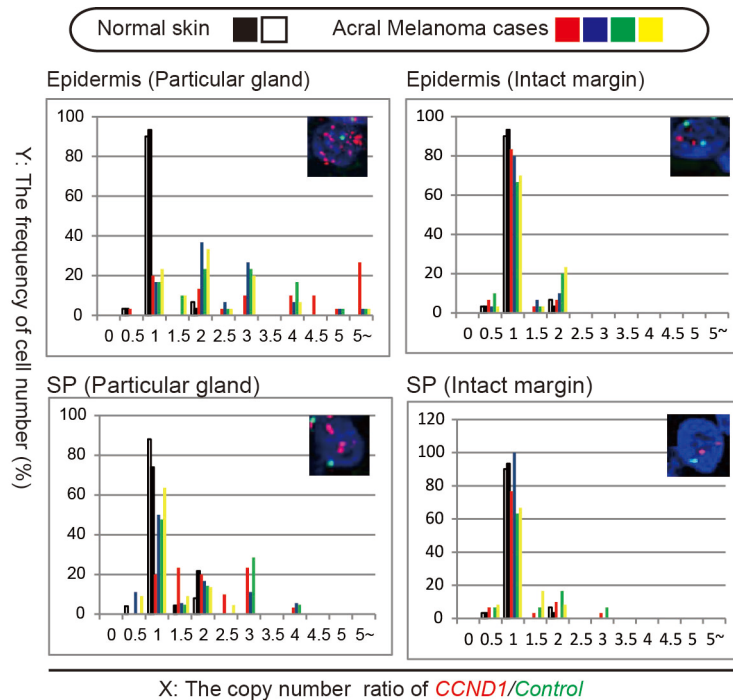 Normal skin Acral Melanoma cases
Epidermis (Particular gland)
100
80
60
40
20
0
0 0.5 1 1.5 2 2.5 3 3.5 4 4.5 5 5~
Epidermis (Intact margin)
100
80
60
40
20
0
0 0.5 1 1.5 2 2.5 3 3.5 4 4.5 5 5~
SP (Particular gland)
100
80
60
40
20
0
0 0.5 1 1.5 2 2.5 3 3.5 4 4.5 5 5~
SP (Intact margin)
120
100
80
60
40
20
0
0 0.5 1 1.5 2 2.5 3 3.5 4 4.5 5 5~
Y: The frequency of cell number (%)
X: The copy number ratio of CCND1/Control